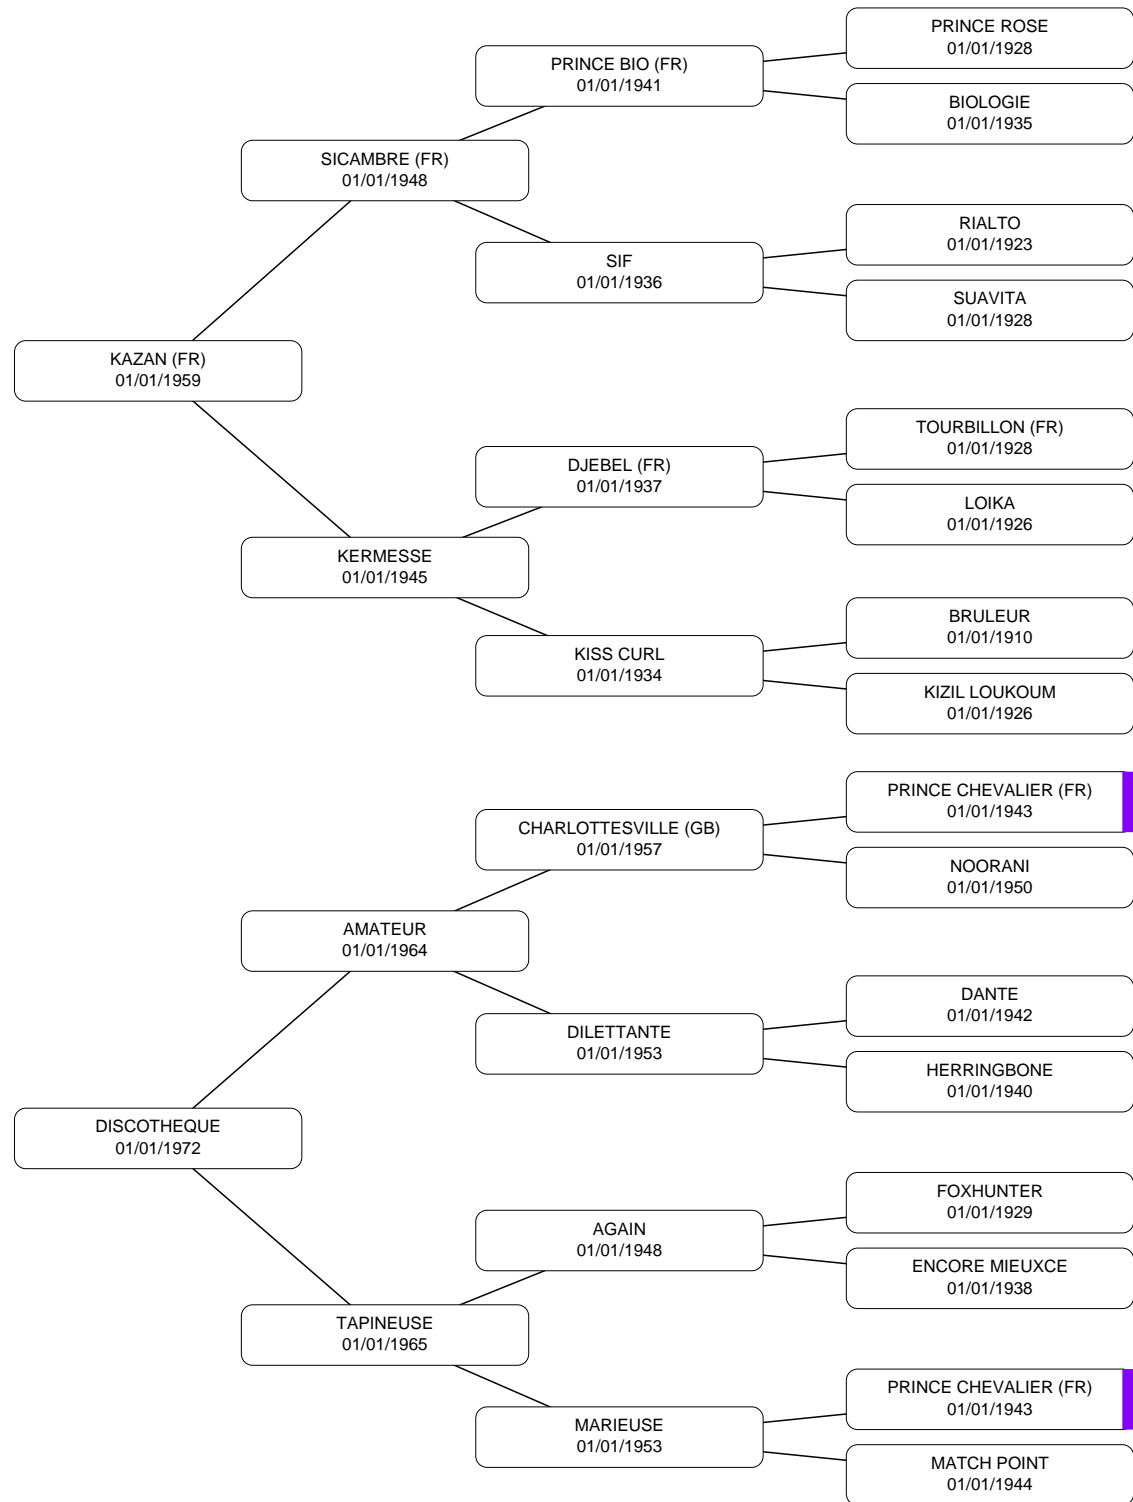 PRINCE ROSE
01/01/1928
PRINCE BIO (FR)
01/01/1941
BIOLOGIE
01/01/1935
SICAMBRE (FR)
01/01/1948
RIALTO
01/01/1923
SIF
01/01/1936
SUAVITA
01/01/1928
KAZAN (FR)
01/01/1959
TOURBILLON (FR)
01/01/1928
DJEBEL (FR)
01/01/1937
LOIKA
01/01/1926
KERMESSE
01/01/1945
BRULEUR
01/01/1910
KISS CURL
01/01/1934
KIZIL LOUKOUM
01/01/1926
PRINCE CHEVALIER (FR)
01/01/1943
CHARLOTTESVILLE (GB)
01/01/1957
NOORANI
01/01/1950
AMATEUR
01/01/1964
DANTE
01/01/1942
DILETTANTE
01/01/1953
HERRINGBONE
01/01/1940
DISCOTHEQUE
01/01/1972
FOXHUNTER
01/01/1929
AGAIN
01/01/1948
ENCORE MIEUXCE
01/01/1938
TAPINEUSE
01/01/1965
PRINCE CHEVALIER (FR)
01/01/1943
MARIEUSE
01/01/1953
MATCH POINT
01/01/1944